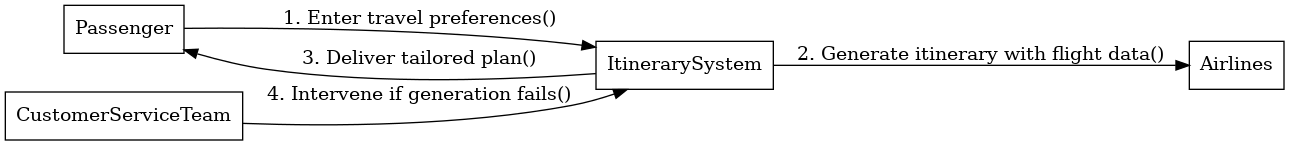 Passenger
1. Enter travel preferences()
3. Deliver tailored plan()
ItinerarySystem
2. Generate itinerary with flight data()
Airlines
4. Intervene if generation fails()
CustomerServiceTeam